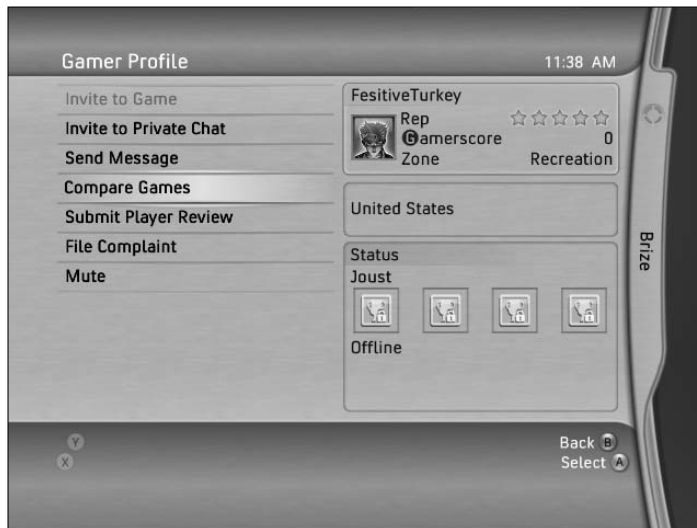 Gamer Profile
11:38 AM
Invite to Game
Invite to Private Chat
Send Message
Compare Games
Submit Player Review
File Complaint
Mute
FesitiveTurkey
Rep
G Gamerscore 0
Zone Recreation
United States
Status
Joust
Offline
Brize
Y
X
Back B
Select A